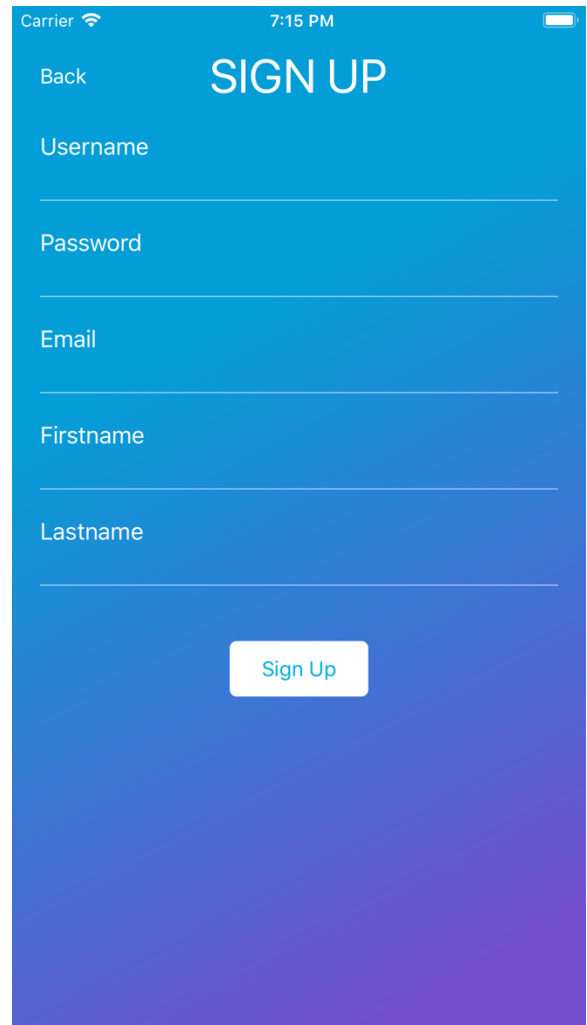 Carrier 7:15 PM
Back SIGN UP
Username
Password
Email
Firstname
Lastname
Sign Up